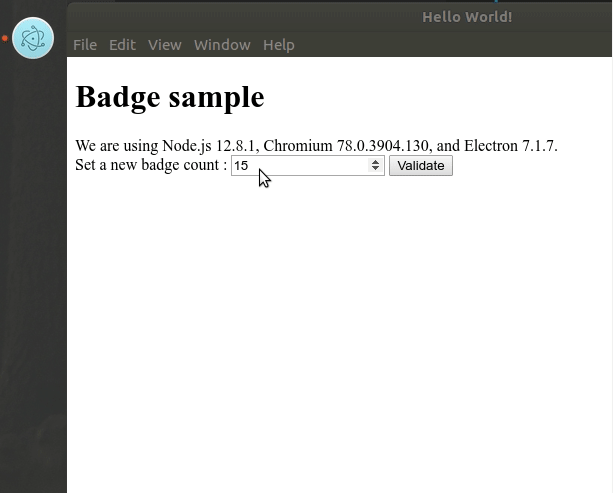 Hello World!
File Edit View Window Help
Badge sample
We are using Node.js 12.8.1, Chromium 78.0.3904.130, and Electron 7.1.7.
Set a new badge count : 15 Validate